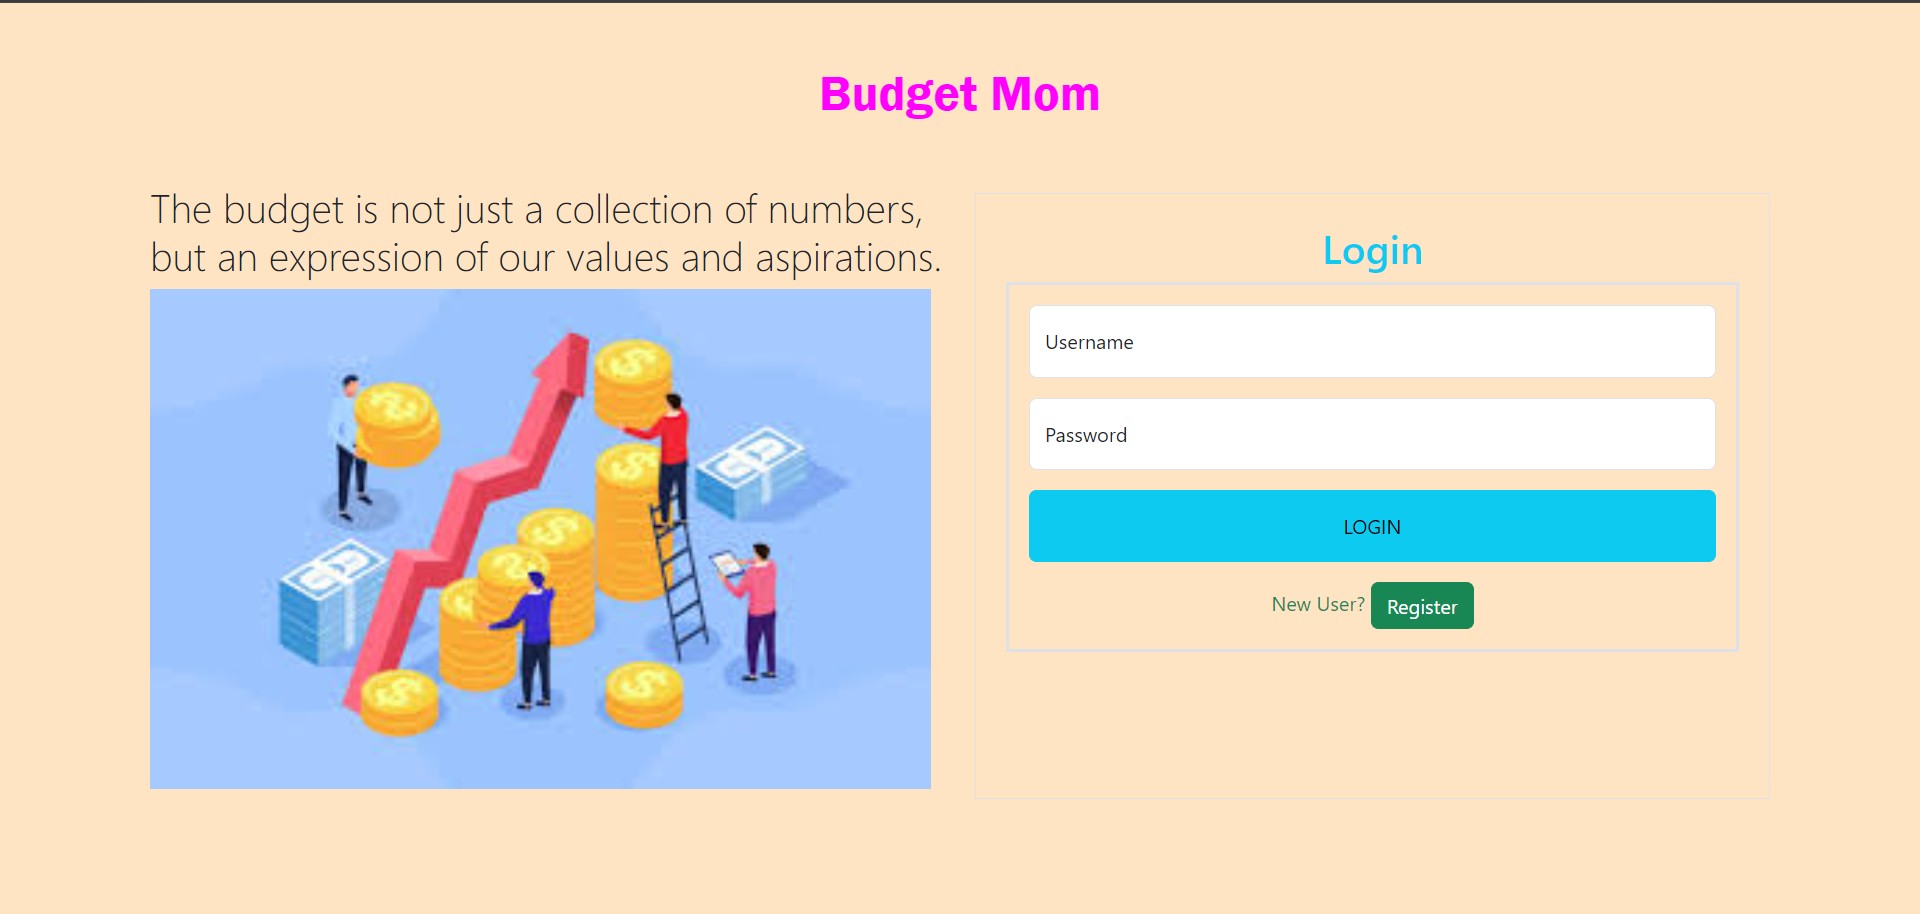 Budget Mom
The budget is not just a collection of numbers,
but an expression of our values and aspirations.
Login
Username
Password
LOGIN
New User? Register